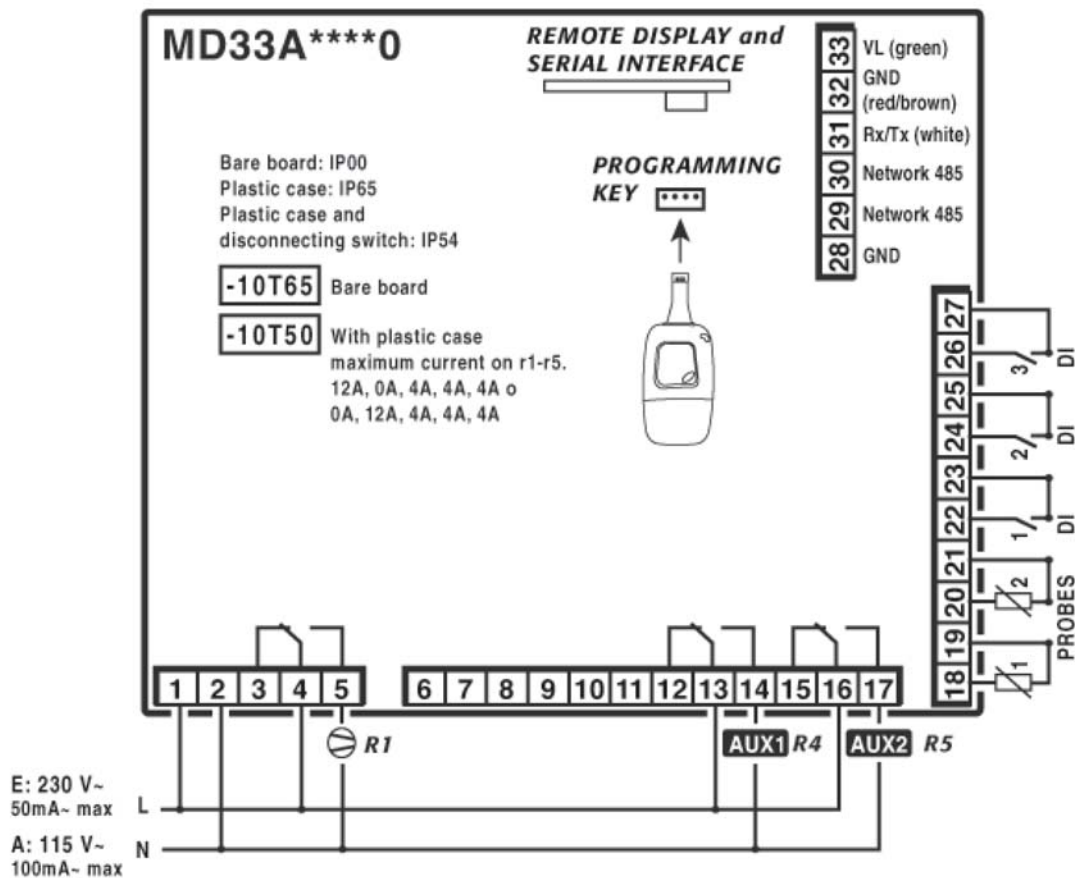 MD33A****0
REMOTE DISPLAY and
SERIAL INTERFACE
33 VL (green)
32 GND
(red/brown)
31 Rx/Tx (white)
30 Network 485
29 Network 485
28 GND
Bare board: IP00
Plastic case: IP65
Plastic case and
disconnecting switch: IP54
-10T65 Bare board
-10T50 With plastic case
maximum current on r1-r5.
12A, 0A, 4A, 4A, 4A o
0A, 12A, 4A, 4A, 4A
PROGRAMMING
KEY
27
26 3 DI
25
24 2 DI
23
22 1 DI
21
20 2
19
18 1
PROBES
1 2 3 4 5
6 7 8 9 10 11 12 13 14 15 16 17
R1
AUX1 R4
AUX2 R5
E: 230 V~
50mA~ max L
A: 115 V~ N
100mA~ max